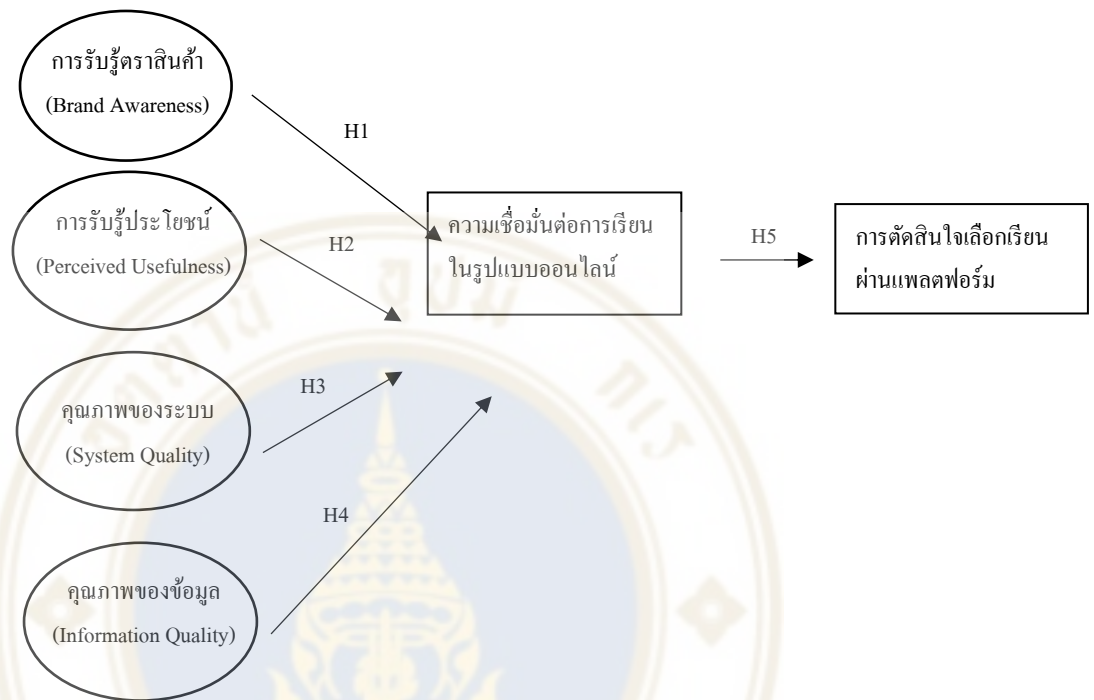 การรับรู้ตราสินค้า
(Brand Awareness)
H1
การรับรู้ประโยชน์
(Perceived Usefulness)
H2
ความเชื่อมั่นต่อการเรียน
ในรูปแบบออนไลน์
H5
การตัดสินใจเลือกเรียน
ผ่านแพลตฟอร์ม
คุณภาพของระบบ
(System Quality)
H3
H4
คุณภาพของข้อมูล
(Information Quality)